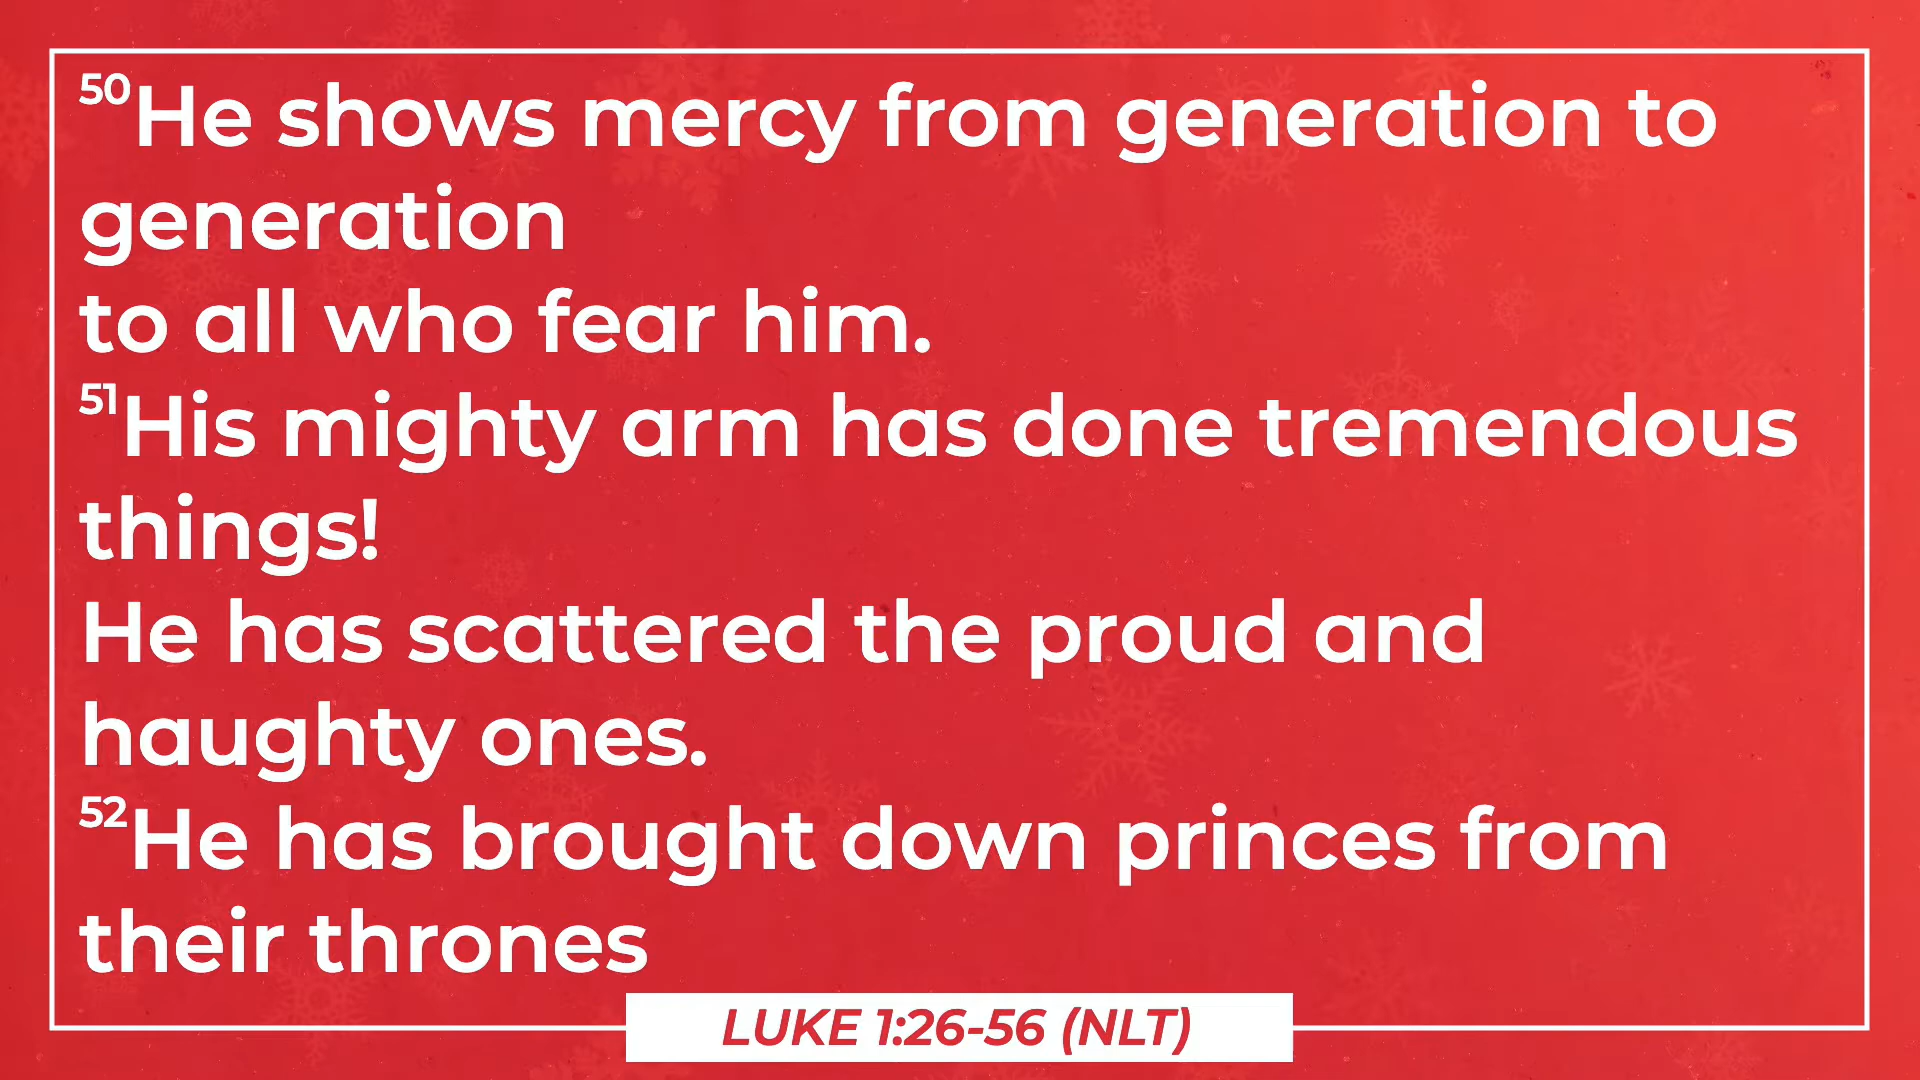 50He shows mercy from generation to
generation
to all who fear him.
51His mighty arm has done tremendous
things!
He has scattered the proud and
haughty ones.
52He has brought down princes from
their thrones
LUKE 1:26-56 (NLT)